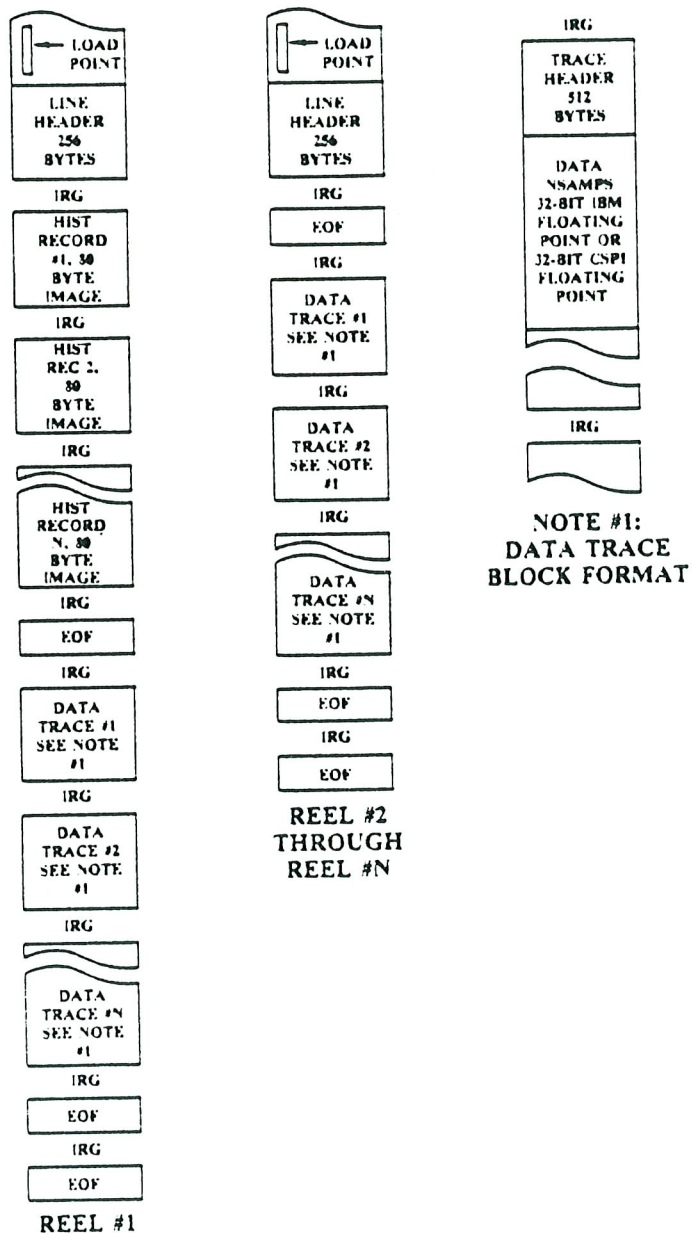 LOAD
POINT
LINE
HEADER
256
BYTES
IRG
HIST
RECORD
#1, 80
BYTE
IMAGE
IRG
HIST
REC 2,
80
BYTE
IMAGE
IRG
HIST
RECORD
N, 80
BYTE
IMAGE
IRG
EOF
IRG
DATA
TRACE #1
SEE NOTE
#1
IRG
DATA
TRACE #2
SEE NOTE
#1
IRG
DATA
TRACE #N
SEE NOTE
#1
IRG
EOF
IRG
EOF
REEL #1
LOAD
POINT
LINE
HEADER
256
BYTES
IRG
EOF
IRG
DATA
TRACE #1
SEE NOTE
#1
IRG
DATA
TRACE #2
SEE NOTE
#1
IRG
DATA
TRACE #N
SEE NOTE
#1
IRG
EOF
IRG
EOF
REEL #2
THROUGH
REEL #N
IRG
TRACE
HEADER
512
BYTES
DATA
NSAMPS
32-BIT IBM
FLOATING
POINT OR
32-BIT CSPI
FLOATING
POINT
IRG
NOTE #1:
DATA TRACE
BLOCK FORMAT